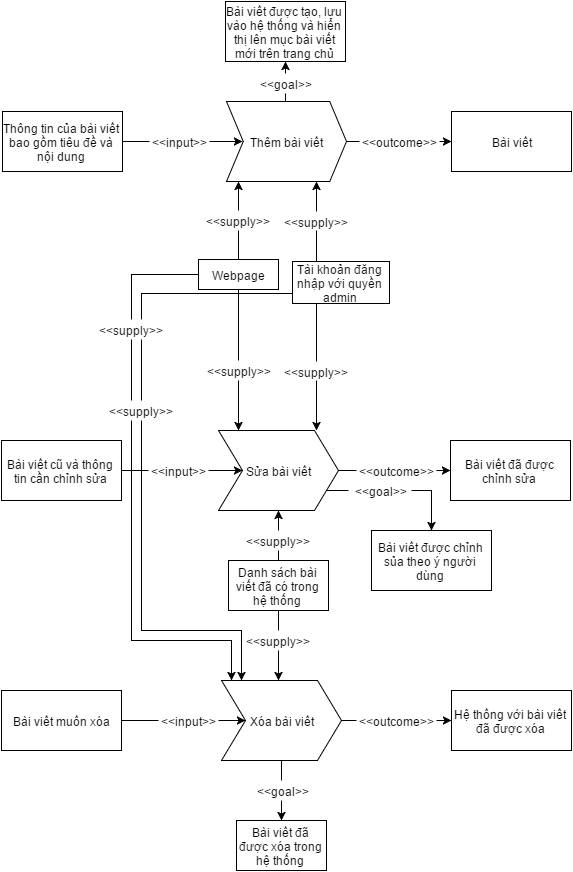 Bài viết được tạo, lưu
vào hệ thống và hiển
thị lên mục bài viết
mới trên trang chủ
<<goal>>
Thông tin của bài viết
bao gồm tiêu đề và
nội dung
<<input>>
Thêm bài viết
<<outcome>>
Bài viết
<<supply>>
<<supply>>
Webpage
Tải khoản đăng
nhập với quyền
admin
<<supply>>
<<supply>>
<<supply>>
<<supply>>
Bài viết cũ và thông
tin cần chỉnh sửa
<<input>>
Sửa bài viết
<<outcome>>
Bài viết đã được
chỉnh sửa
<<goal>>
Bài viết được chỉnh
sủa theo ý người
dùng
<<supply>>
Danh sách bài
viết đã có trong
hệ thống
<<supply>>
Bài viết muốn xóa
<<input>>
Xóa bài viết
<<outcome>>
Hệ thống với bài viết
đã được xóa
<<goal>>
Bài viết đã
được xóa trong
hệ thống